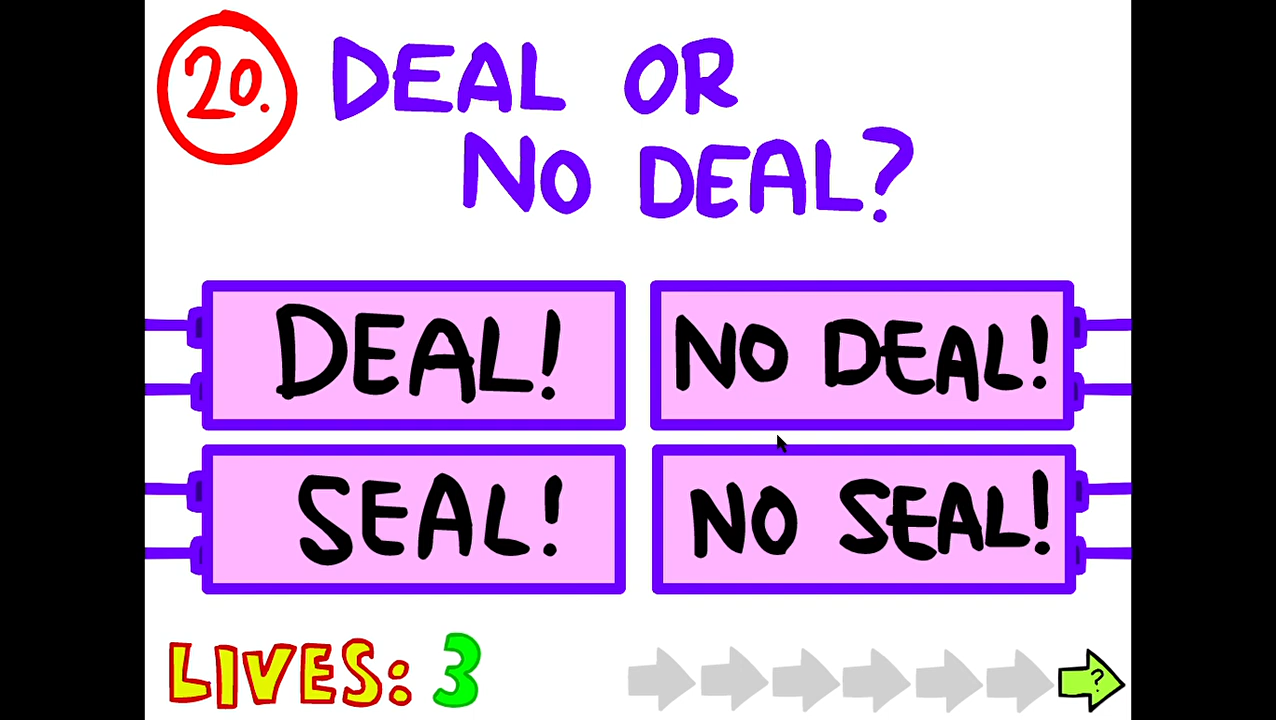 20.
DEAL OR
NO DEAL?
DEAL!
NO DEAL!
SEAL!
NO SEAL!
LIVES: 3
?